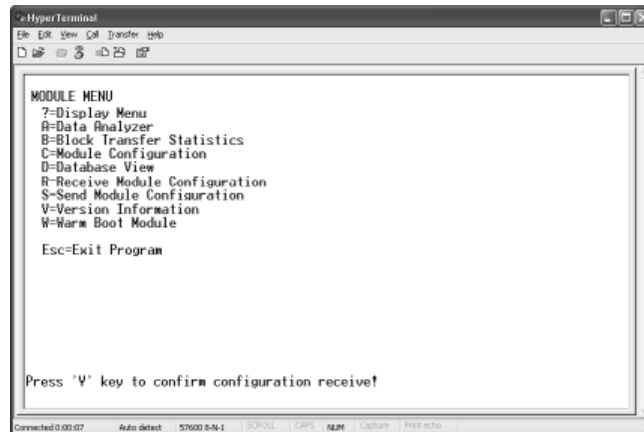 HyperTerminal
File Edit View Call Transfer Help
MODULE MENU
?=Display Menu
A=Data Analyzer
B=Block Transfer Statistics
C=Module Configuration
D=Database View
R=Receive Module Configuration
S=Send Module Configuration
V=Version Information
W=Warm Boot Module
Esc=Exit Program
Press 'Y' key to confirm configuration receive!
Connected 0:00:07 Auto detect 57600 8-N-1 SCROLL CAPS NUM Capture Print echo